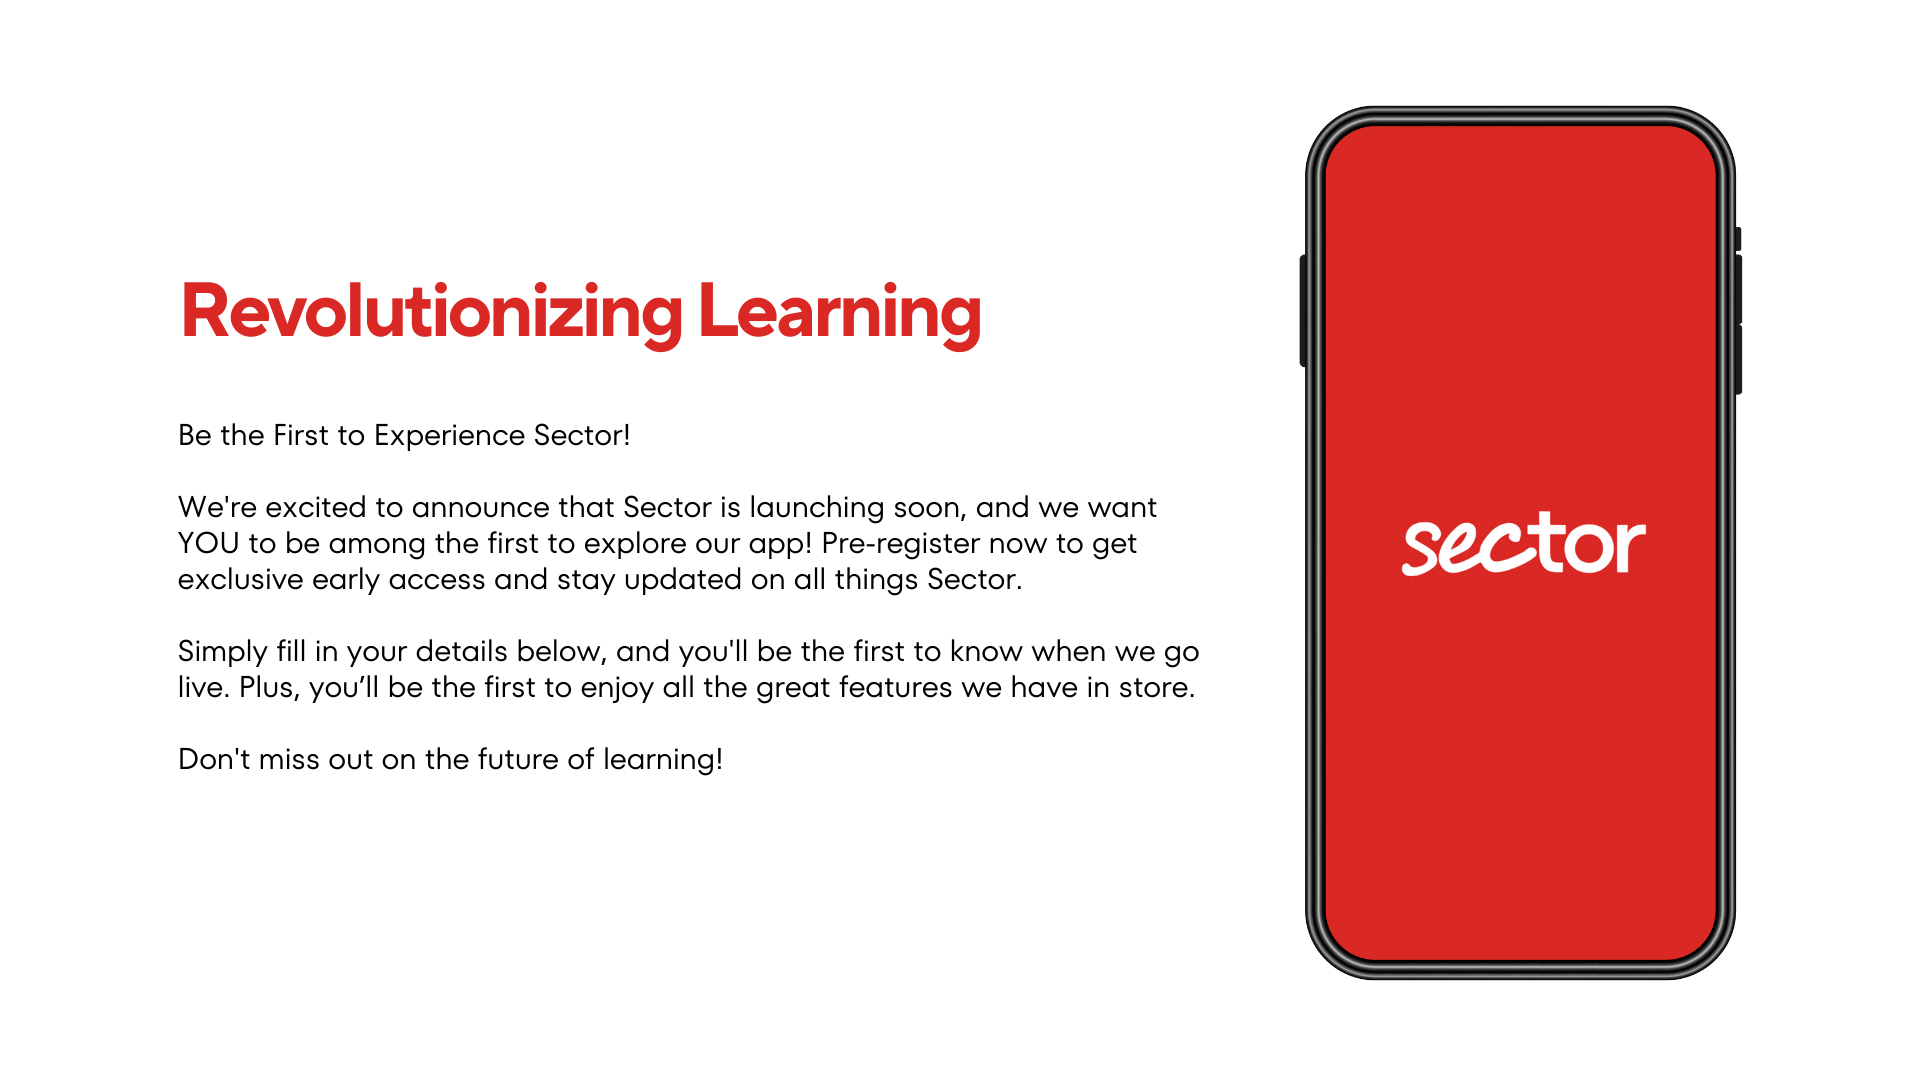 Revolutionizing Learning
Be the First to Experience Sector!
We're excited to announce that Sector is launching soon, and we want
YOU to be among the first to explore our app! Pre-register now to get
exclusive early access and stay updated on all things Sector.
Simply fill in your details below, and you'll be the first to know when we go
live. Plus, you’ll be the first to enjoy all the great features we have in store.
Don't miss out on the future of learning!
sector